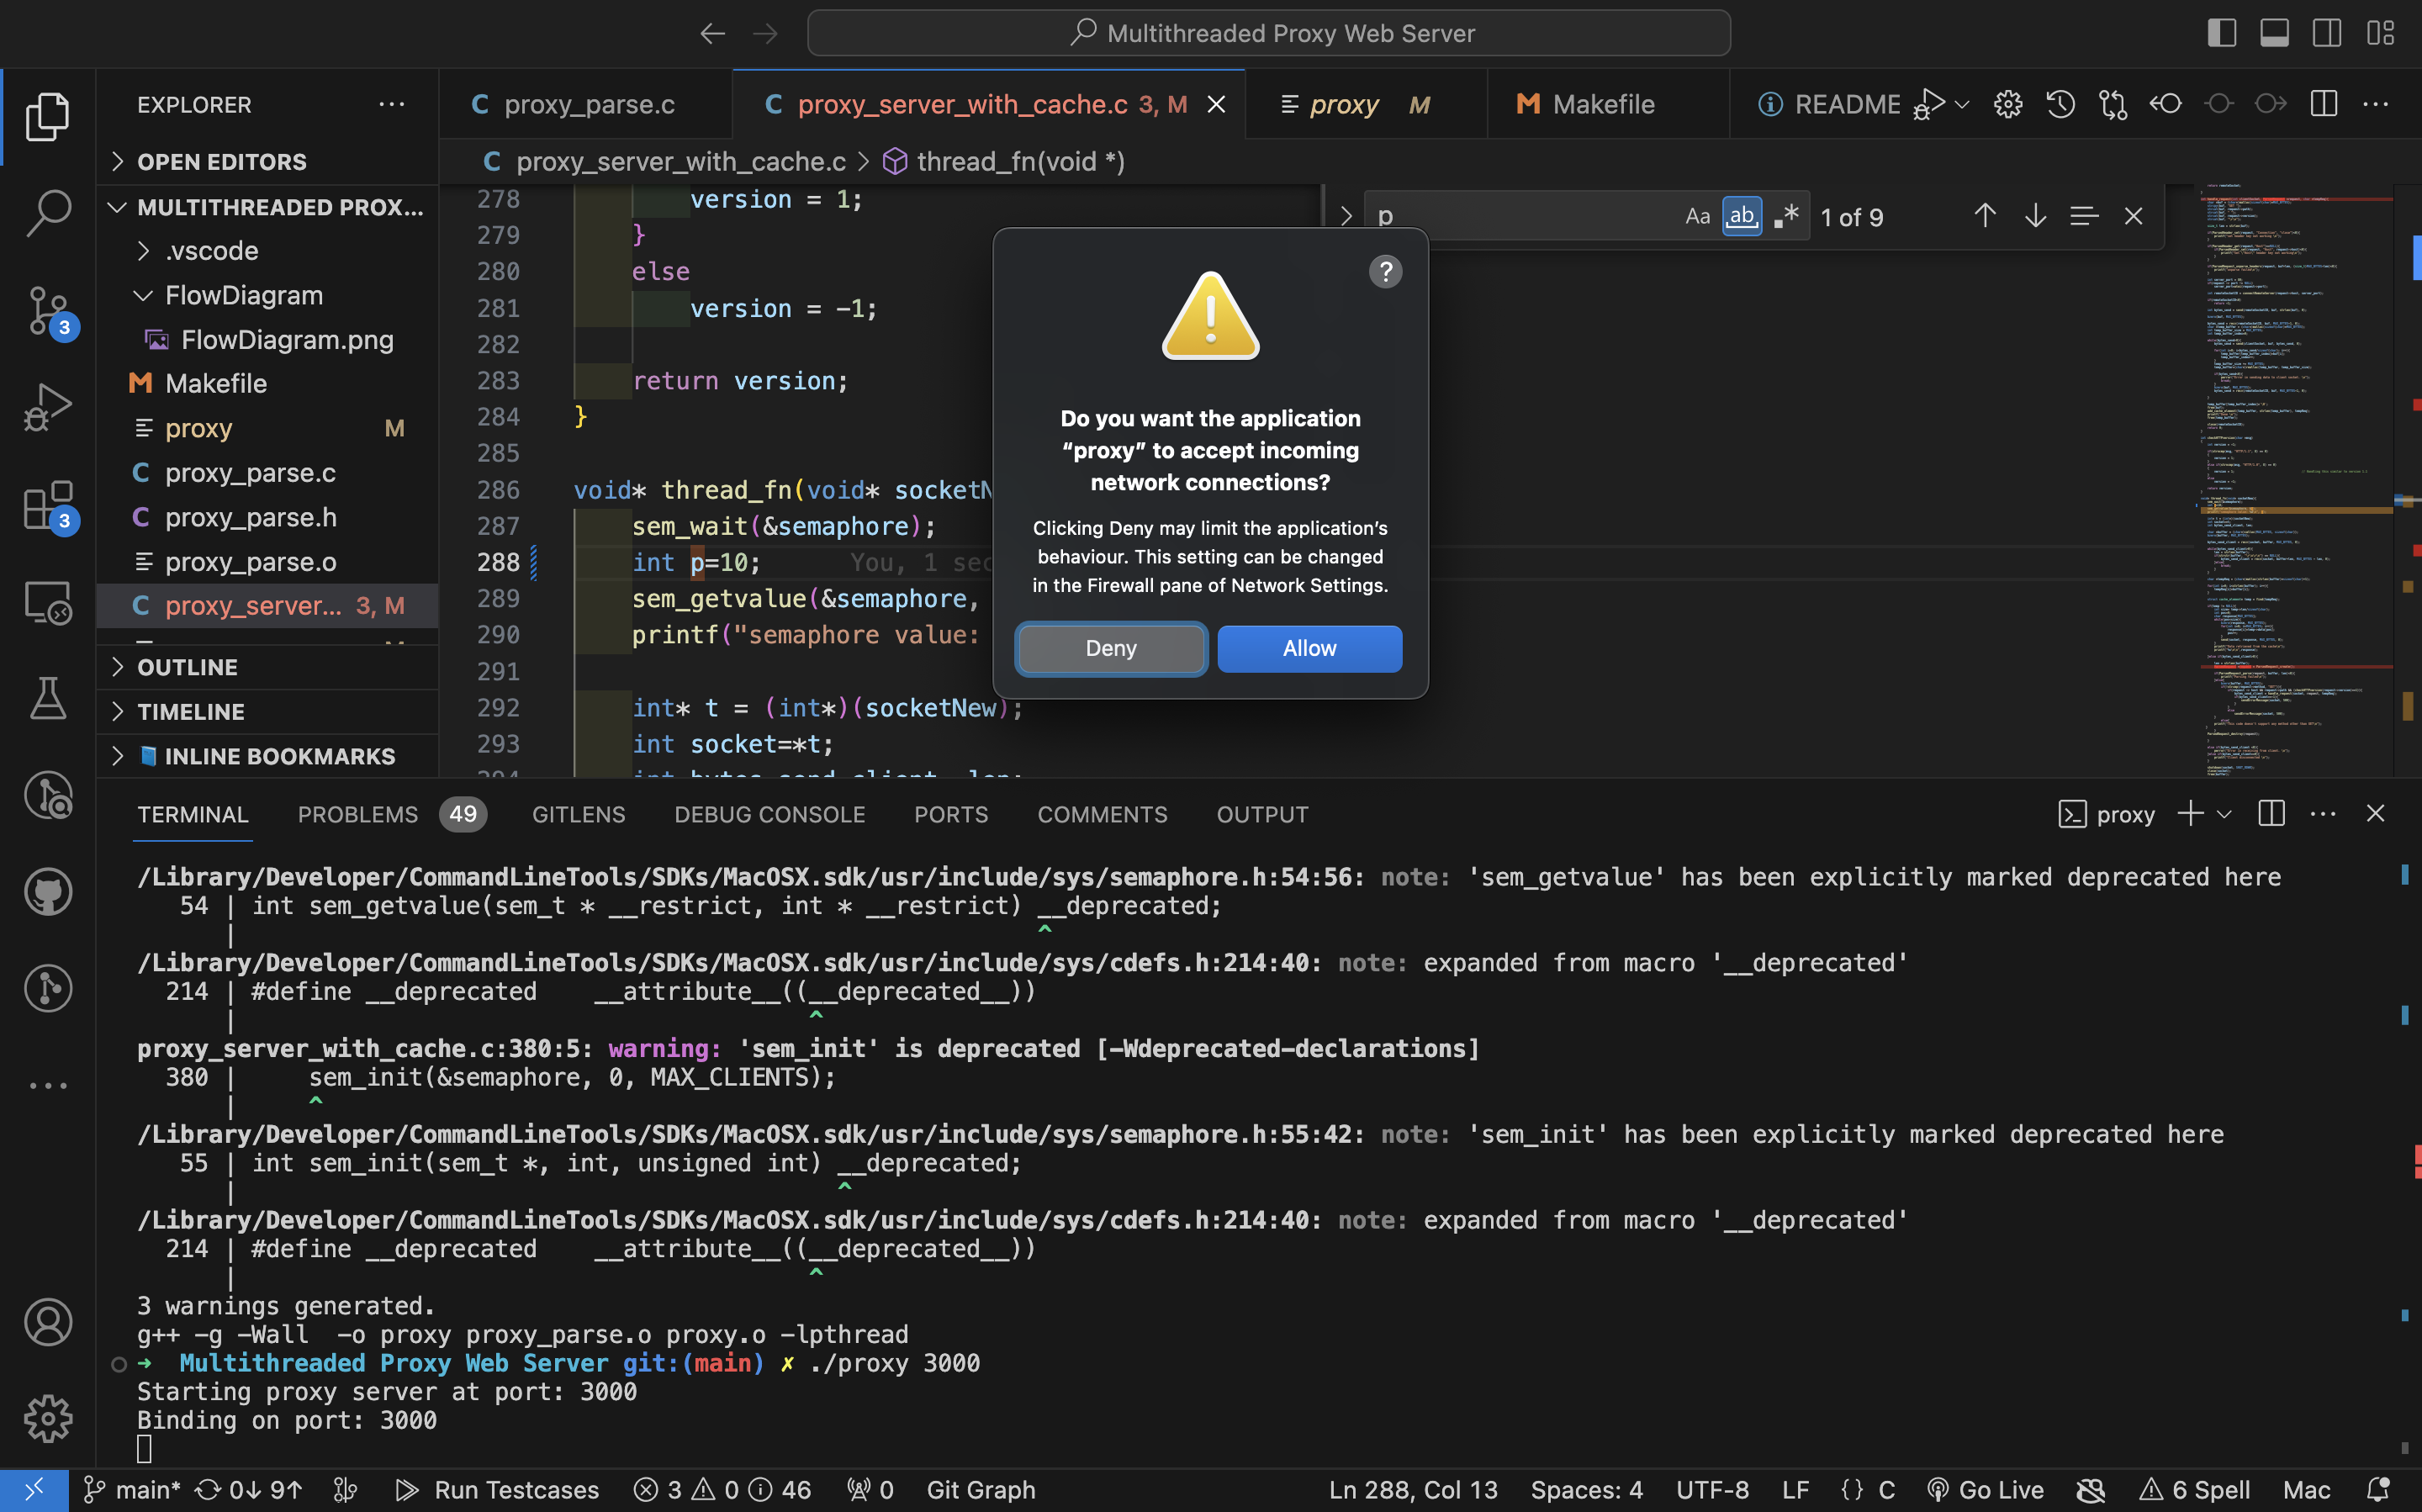 Multithreaded Proxy Web Server
EXPLORER
OPEN EDITORS
MULTITHREADED PROX...
.vscode
FlowDiagram
FlowDiagram.png
Makefile
proxy M
proxy_parse.c
proxy_parse.h
proxy_parse.o
proxy_server... 3, M
OUTLINE
TIMELINE
INLINE BOOKMARKS
3
3
proxy_parse.c
proxy_server_with_cache.c 3, M
proxy M
Makefile
README
proxy_server_with_cache.c > thread_fn(void *)
p
Aa ab 1 of 9
278 version = 1;
279 }
280 else
281 version = -1;
282
283 return version;
284 }
285
286 void* thread_fn(void* socketN
287 sem_wait(&semaphore);
288 int p=10; You, 1 sec
289 sem_getvalue(&semaphore,
290 printf("semaphore value:
291
292 int* t = (int*)(socketNew);
293 int socket=*t;
294 int bytes_send_client, len;
?
Do you want the application
“proxy” to accept incoming
network connections?
Clicking Deny may limit the application’s
behaviour. This setting can be changed
in the Firewall pane of Network Settings.
Deny
Allow
TERMINAL PROBLEMS 49 GITLENS DEBUG CONSOLE PORTS COMMENTS OUTPUT
proxy
/Library/Developer/CommandLineTools/SDKs/MacOSX.sdk/usr/include/sys/semaphore.h:54:56: note: 'sem_getvalue' has been explicitly marked deprecated here
54 | int sem_getvalue(sem_t * __restrict, int * __restrict) __deprecated;
| ^
/Library/Developer/CommandLineTools/SDKs/MacOSX.sdk/usr/include/sys/cdefs.h:214:40: note: expanded from macro '__deprecated'
214 | #define __deprecated __attribute__((__deprecated__))
| ^
proxy_server_with_cache.c:380:5: warning: 'sem_init' is deprecated [-Wdeprecated-declarations]
380 | sem_init(&semaphore, 0, MAX_CLIENTS);
| ^
/Library/Developer/CommandLineTools/SDKs/MacOSX.sdk/usr/include/sys/semaphore.h:55:42: note: 'sem_init' has been explicitly marked deprecated here
55 | int sem_init(sem_t *, int, unsigned int) __deprecated;
| ^
/Library/Developer/CommandLineTools/SDKs/MacOSX.sdk/usr/include/sys/cdefs.h:214:40: note: expanded from macro '__deprecated'
214 | #define __deprecated __attribute__((__deprecated__))
| ^
3 warnings generated.
g++ -g -Wall -o proxy proxy_parse.o proxy.o -lpthread
➜ Multithreaded Proxy Web Server git:(main) ✗ ./proxy 3000
Starting proxy server at port: 3000
Binding on port: 3000
main* 0↓ 9↑ Run Testcases 3 0 46 0 Git Graph Ln 288, Col 13 Spaces: 4 UTF-8 LF {} C Go Live 6 Spell Mac